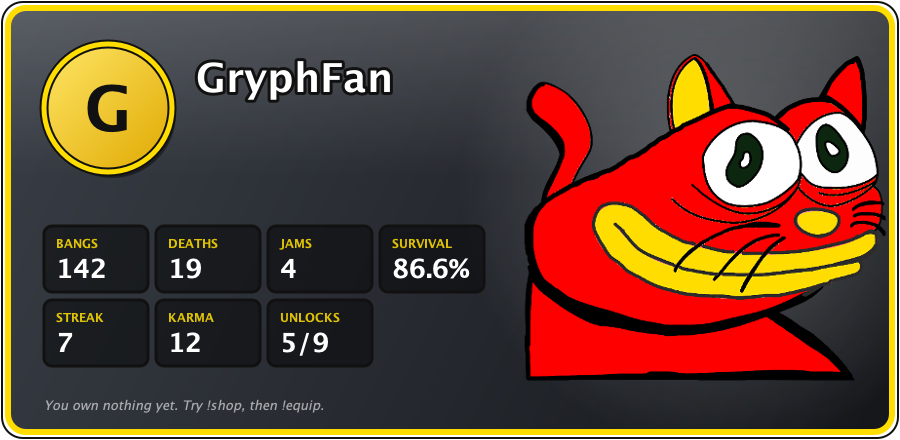 G
GryphFan
BANGS
142
DEATHS
19
JAMS
4
SURVIVAL
86.6%
STREAK
7
KARMA
12
UNLOCKS
5/9
You own nothing yet. Try !shop, then !equip.